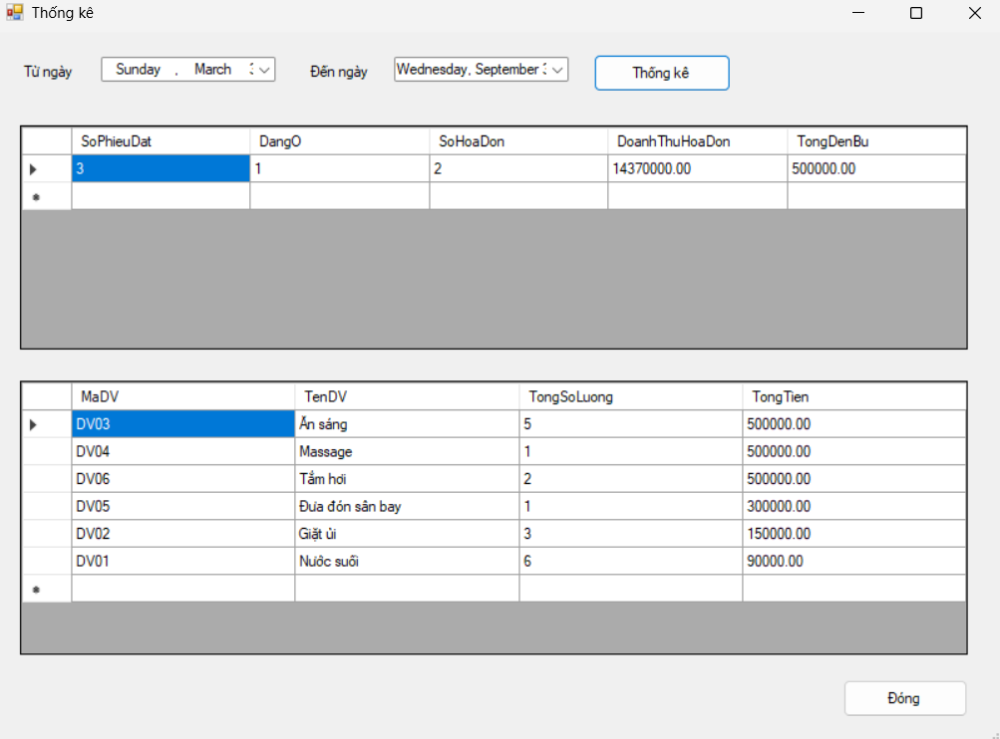 Thống kê
Từ ngày Sunday , March Đến ngày Wednesday, September Thống kê
SoPhieuDat DangO SoHoaDon DoanhThuHoaDon TongDenBu
3 1 2 14370000.00 500000.00
MaDV TenDV TongSoLuong TongTien
DV03 Ăn sáng 5 500000.00
DV04 Massage 1 500000.00
DV06 Tắm hơi 2 500000.00
DV05 Đưa đón sân bay 1 300000.00
DV02 Giặt ủi 3 150000.00
DV01 Nước suối 6 90000.00
Đóng